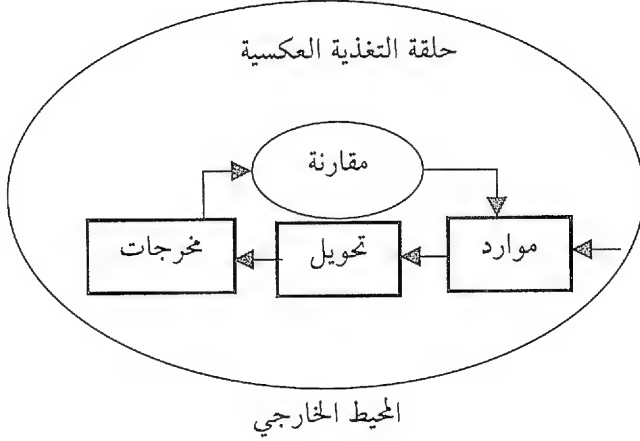 حلقة التغذية العكسية
مقارنة
موارد
تحويل
مخرجات
المحيط الخارجي